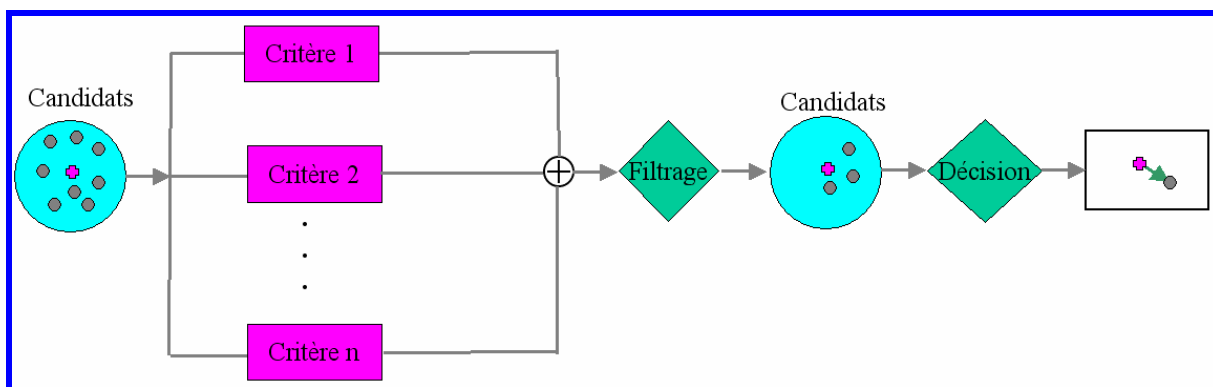 Candidats
Critère 1
Critère 2
Critère n
Filtrage
Candidats
Décision